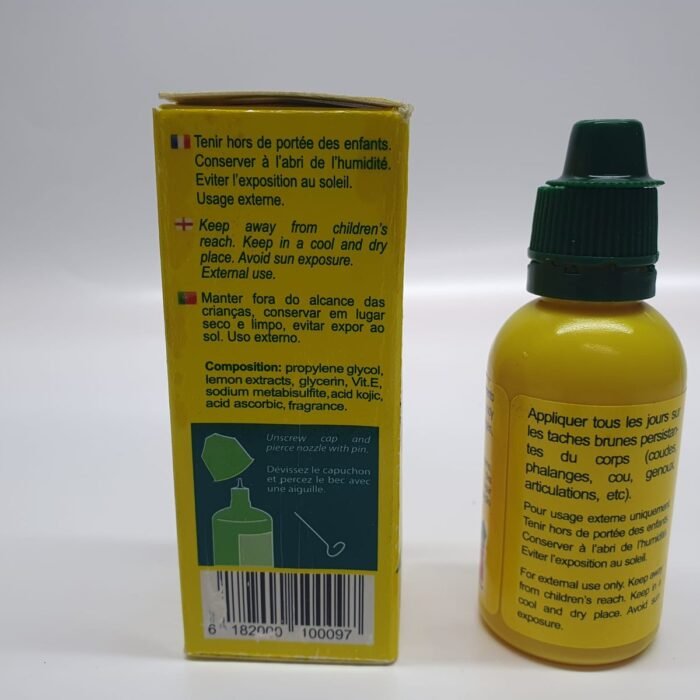 Tenir hors de portée des enfants.
Conserver à l'abri de l'humidité.
Eviter l'exposition au soleil.
Usage externe.
Keep away from children's
reach. Keep in a cool and dry
place. Avoid sun exposure.
External use.
Manter fora do alcance das
crianças, conservar em lugar
seco e limpo, evitar expor ao
sol. Uso externo.
Composition: propylene glycol,
lemon extracts, glycerin, Vit.E,
sodium metabisulfite, acid kojic,
acid ascorbic, fragrance.
Unscrew cap and
pierce nozzle with pin.
Dévissez le capuchon
et percez le bec avec
une aiguille.
6 182000 100097
Appliquer tous les jours sur
les taches brunes persistan-
tes du corps (coudes,
phalanges, cou, genoux,
articulations, etc).
Pour usage externe uniquement.
Tenir hors de portée des enfants.
Conserver à l'abri de l'humidité
Eviter l'exposition au soleil.
For external use only. Keep away
from children's reach. Keep in a
cool and dry place. Avoid sun
exposure.